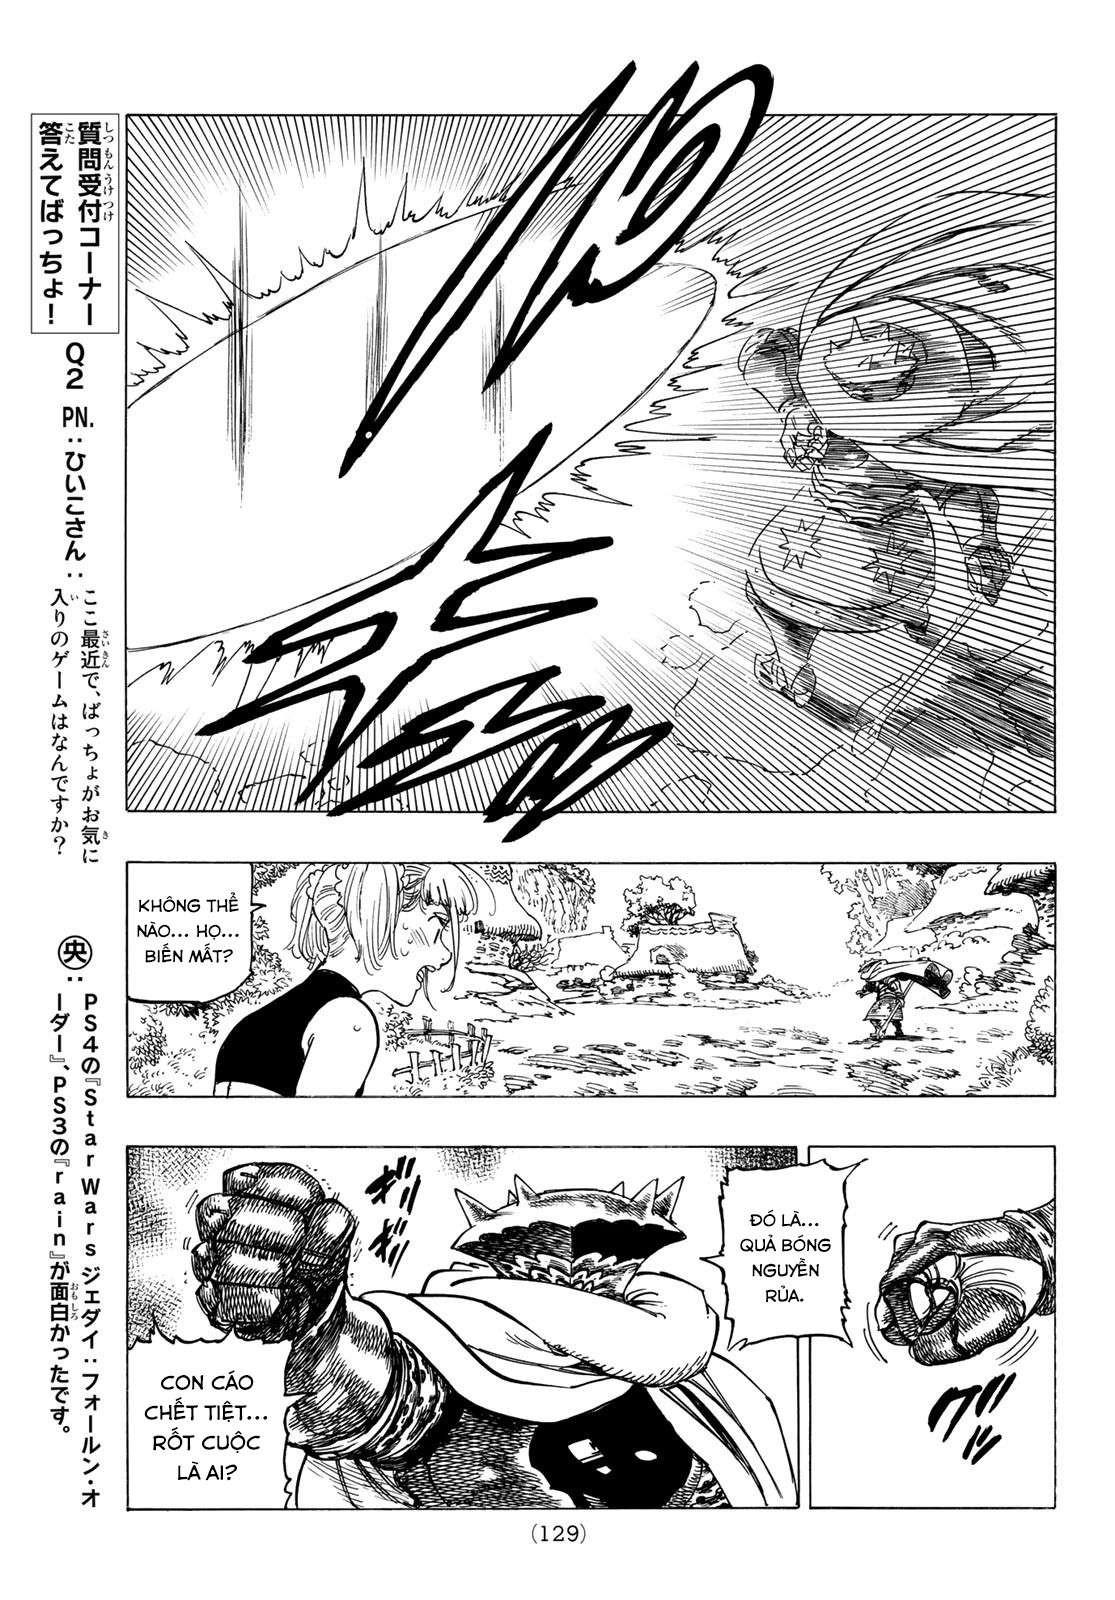 質問受付コーナー
答えてばっちょ！
Q2 PN.：ひいこさん：
ここ最近で、ばっちょがお気に
入りのゲームはなんですか？
央：PS4の『Star Warsジェダイ：フォールン・オ
ーダー』、PS3の『rain』が面白かったです。
KHÔNG THỂ
NÀO... HỌ...
BIẾN MẤT?
ĐÓ LÀ...
QUẢ BÓNG
NGUYỀN
RỦA.
CON CÁO
CHẾT TIỆT...
RỐT CUỘC
LÀ AI?
(129)